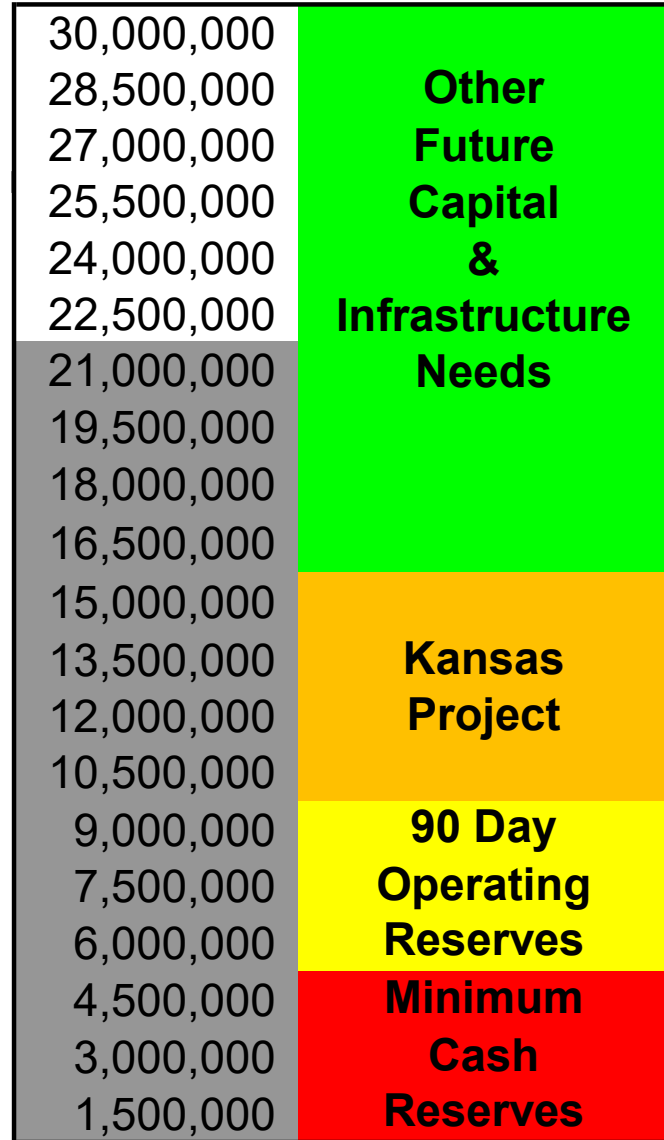 30,000,000
28,500,000 Other
27,000,000 Future
25,500,000 Capital
24,000,000 &
22,500,000 Infrastructure
21,000,000 Needs
19,500,000
18,000,000
16,500,000
15,000,000
13,500,000 Kansas
12,000,000 Project
10,500,000
9,000,000 90 Day
7,500,000 Operating
6,000,000 Reserves
4,500,000 Minimum
3,000,000 Cash
1,500,000 Reserves